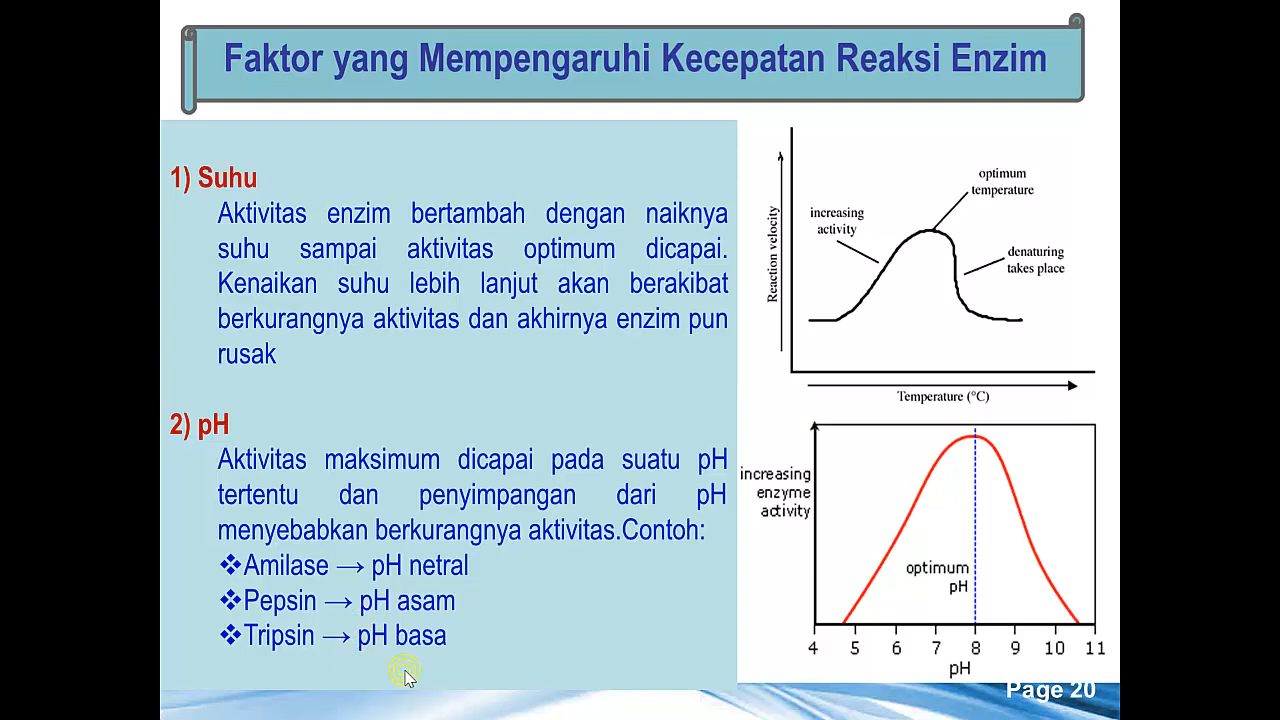 Faktor yang Mempengaruhi Kecepatan Reaksi Enzim
1) Suhu
Aktivitas enzim bertambah dengan naiknya
suhu sampai aktivitas optimum dicapai.
Kenaikan suhu lebih lanjut akan berakibat
berkurangnya aktivitas dan akhirnya enzim pun
rusak
2) pH
Aktivitas maksimum dicapai pada suatu pH
tertentu dan penyimpangan dari pH
menyebabkan berkurangnya aktivitas.Contoh:
❖Amilase → pH netral
❖Pepsin → pH asam
❖Tripsin → pH basa
optimum
temperature
increasing
activity
denaturing
takes place
Reaction velocity
Temperature (°C)
increasing
enzyme
activity
optimum
pH
4 5 6 7 8 9 10 11
pH
Page 20